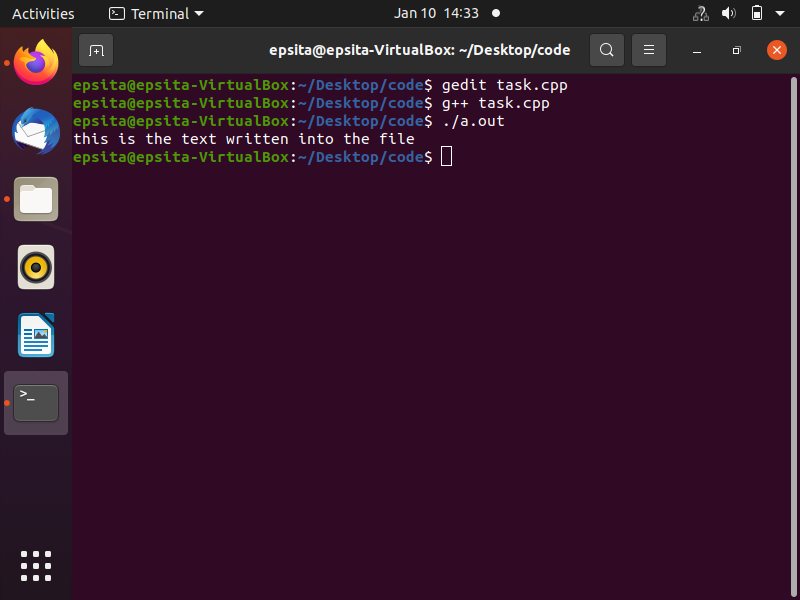 Activities Terminal Jan 10 14:33
epsita@epsita-VirtualBox: ~/Desktop/code
epsita@epsita-VirtualBox:~/Desktop/code$ gedit task.cpp
epsita@epsita-VirtualBox:~/Desktop/code$ g++ task.cpp
epsita@epsita-VirtualBox:~/Desktop/code$ ./a.out
this is the text written into the file
epsita@epsita-VirtualBox:~/Desktop/code$